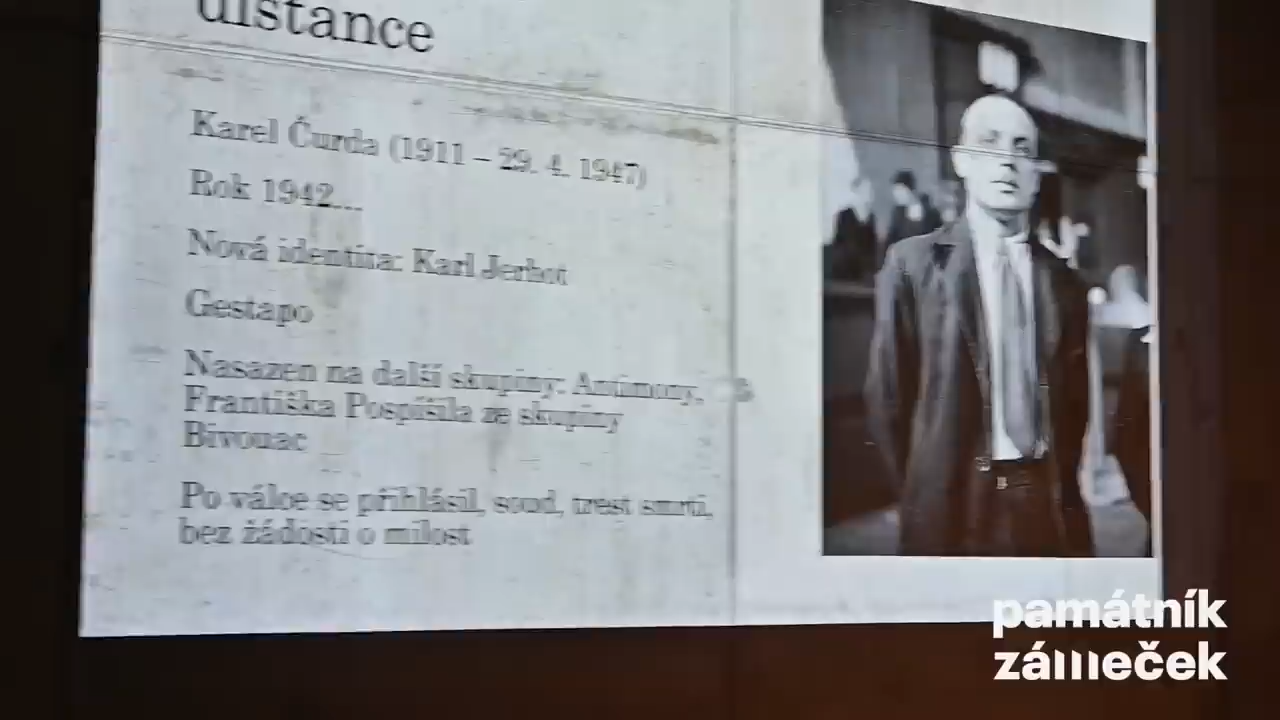 distance
Karel Čurda (1911 – 29. 4. 1947)
Rok 1942...
Nová identita: Karl Jerhot
Gestapo
Nasazen na další skupiny: Antimony,
Františka Pospíšila ze skupiny
Bivouac
Po válce se přihlásil, soud, trest smrti,
bez žádosti o milost
památník
zámeček